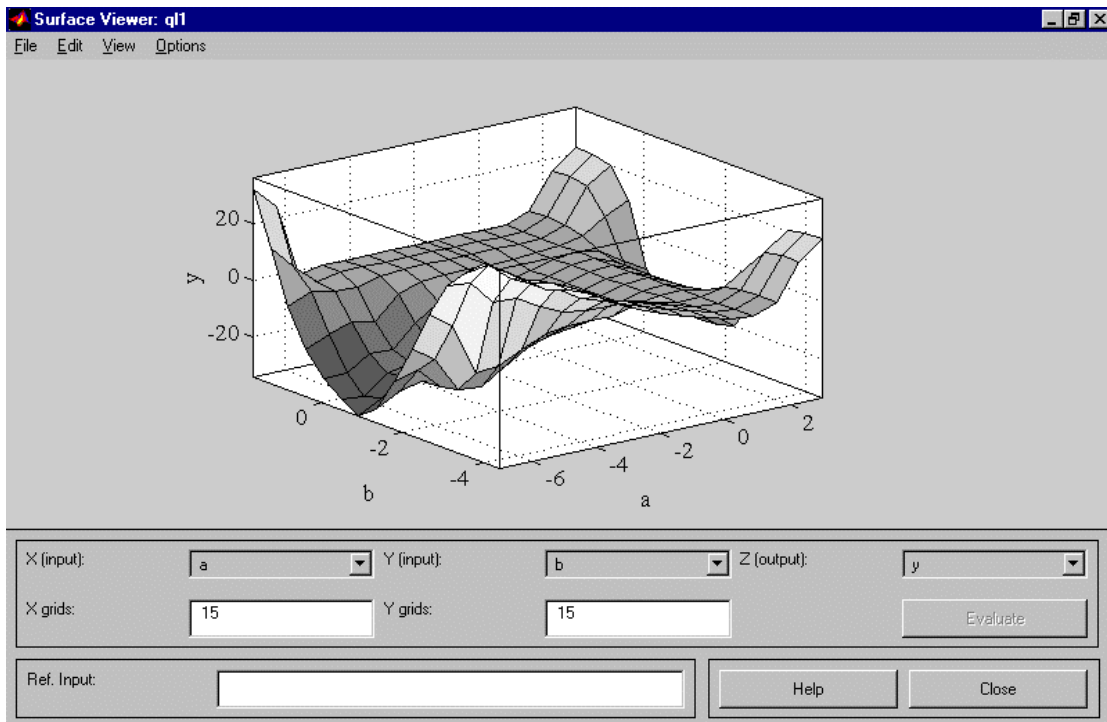 Surface Viewer: ql1
File Edit View Options
20
0
-20
y
0
-2
-4
b
-6
-4
-2
0
2
a
X (input): a Y (input): b Z (output): y
X grids: 15 Y grids: 15 Evaluate
Ref. Input: Help Close